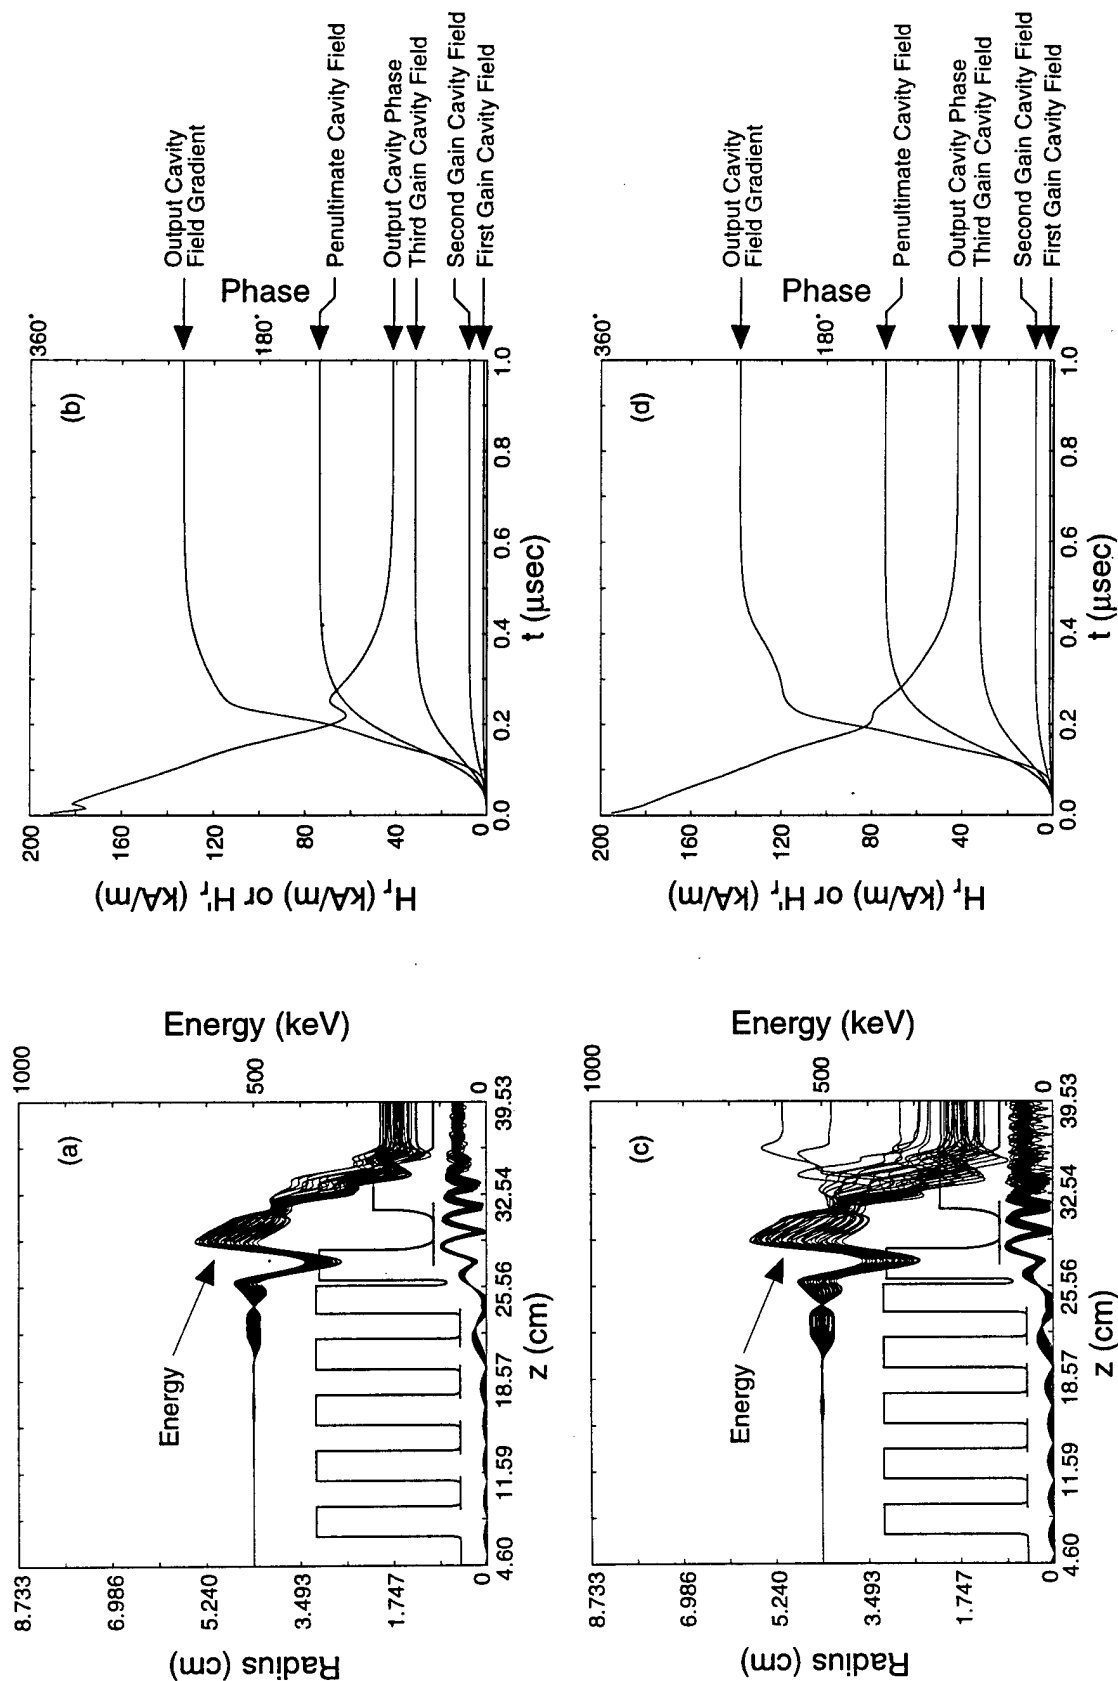 (a)
Energy
8.733
6.986
5.240
3.493
1.747
0
Radius (cm)
4.60
11.59
18.57
25.56
32.54
39.53
z (cm)
1000
500
0
Energy (keV)
(b)
200
160
120
80
40
0
H_r (kA/m) or H'_r (kA/m)
0.0
0.2
0.4
0.6
0.8
1.0
t (μsec)
360°
180°
Phase
Output Cavity
Field Gradient
Penultimate Cavity Field
Output Cavity Phase
Third Gain Cavity Field
Second Gain Cavity Field
First Gain Cavity Field
(c)
Energy
8.733
6.986
5.240
3.493
1.747
0
Radius (cm)
4.60
11.59
18.57
25.56
32.54
39.53
z (cm)
1000
500
0
Energy (keV)
(d)
200
160
120
80
40
0
H_r (kA/m) or H'_r (kA/m)
0.0
0.2
0.4
0.6
0.8
1.0
t (μsec)
360°
180°
Phase
Output Cavity
Field Gradient
Penultimate Cavity Field
Output Cavity Phase
Third Gain Cavity Field
Second Gain Cavity Field
First Gain Cavity Field